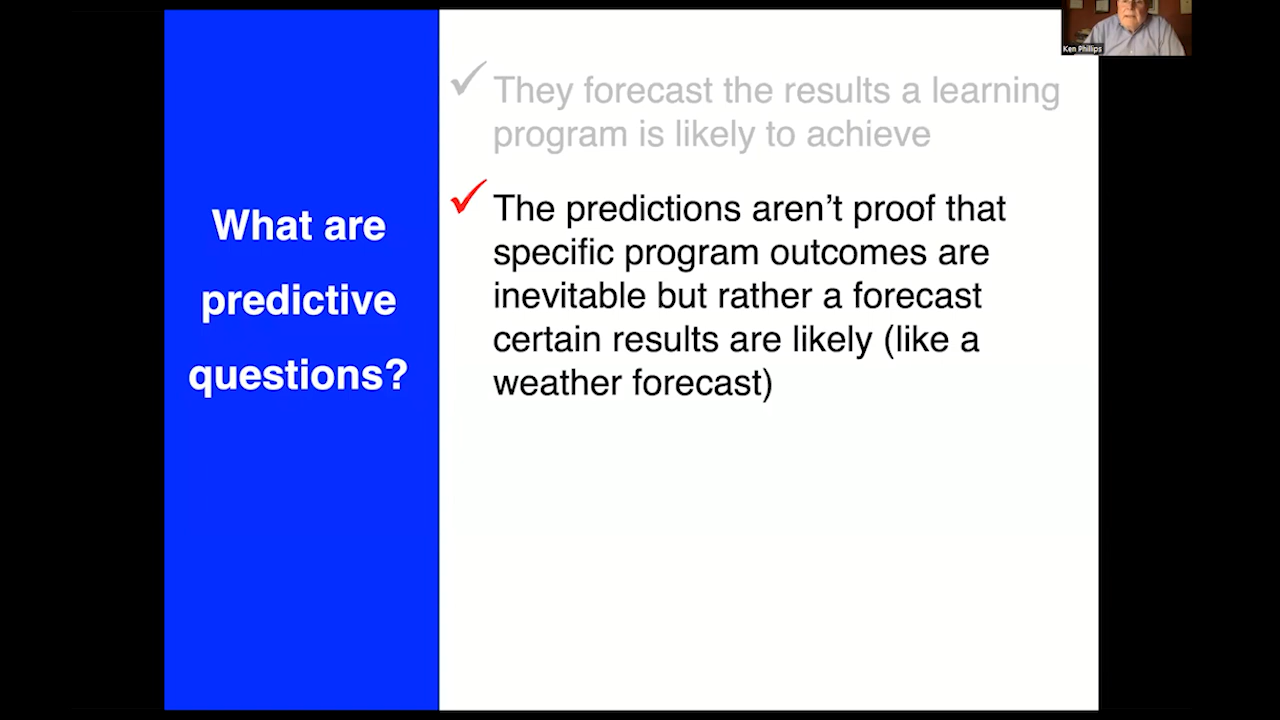 What are
predictive
questions?
They forecast the results a learning
program is likely to achieve
The predictions aren’t proof that
specific program outcomes are
inevitable but rather a forecast
certain results are likely (like a
weather forecast)
Ken Phillips